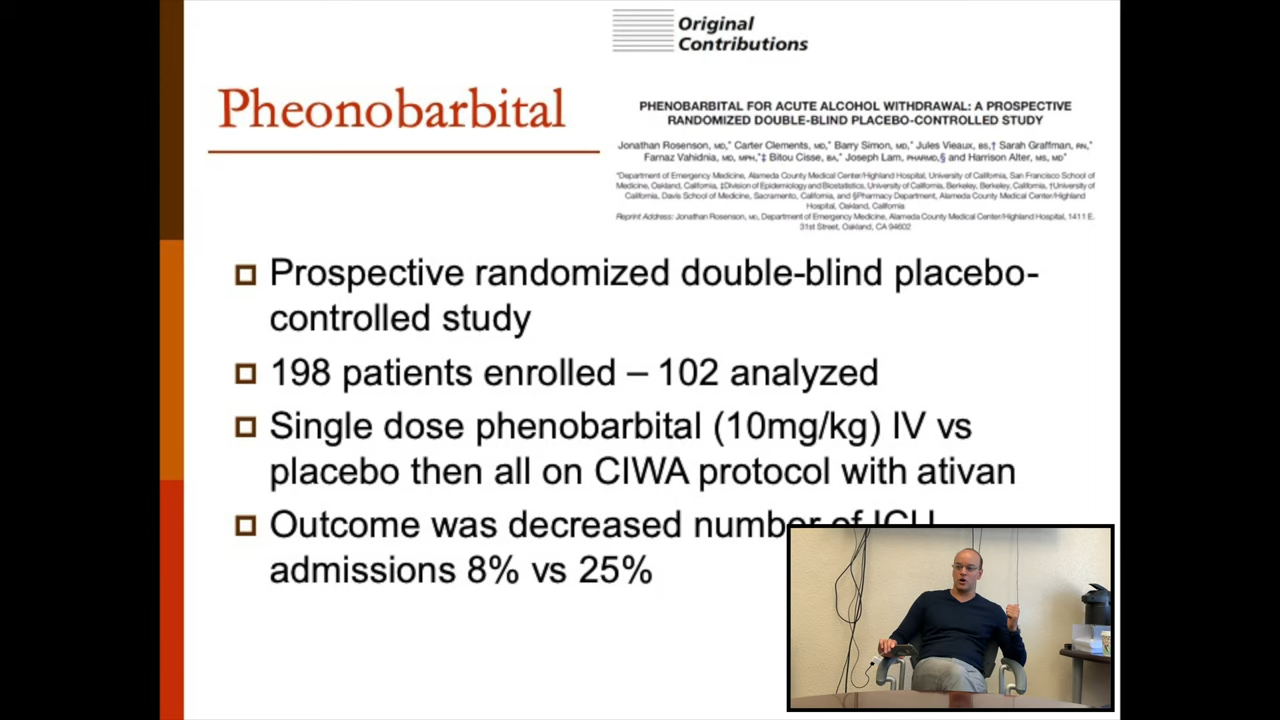 Original
Contributions
Pheonobarbital
PHENOBARBITAL FOR ACUTE ALCOHOL WITHDRAWAL: A PROSPECTIVE
RANDOMIZED DOUBLE-BLIND PLACEBO-CONTROLLED STUDY
Jonathan Rosenson, MD,* Carter Clements, MD,* Barry Simon, MD,* Jules Vieaux, BS,† Sarah Graffman, RN,*
Farnaz Vahidnia, MD, MPH,*‡ Bitou Cisse, BA,* Joseph Lam, PHARMD,§ and Harrison Alter, MS, MD*
*Department of Emergency Medicine, Alameda County Medical Center/Highland Hospital, University of California, San Francisco School of
Medicine, Oakland, California, ‡Division of Epidemiology and Biostatistics, University of California, Berkeley, Berkeley, California, †University of
California, Davis School of Medicine, Sacramento, California, and §Pharmacy Department, Alameda County Medical Center/Highland
Hospital, Oakland, California
Reprint Address: Jonathan Rosenson, MD, Department of Emergency Medicine, Alameda County Medical Center/Highland Hospital, 1411 E.
31st Street, Oakland, CA 94602
Prospective randomized double-blind placebo-
controlled study
198 patients enrolled – 102 analyzed
Single dose phenobarbital (10mg/kg) IV vs
placebo then all on CIWA protocol with ativan
Outcome was decreased number of ICU
admissions 8% vs 25%